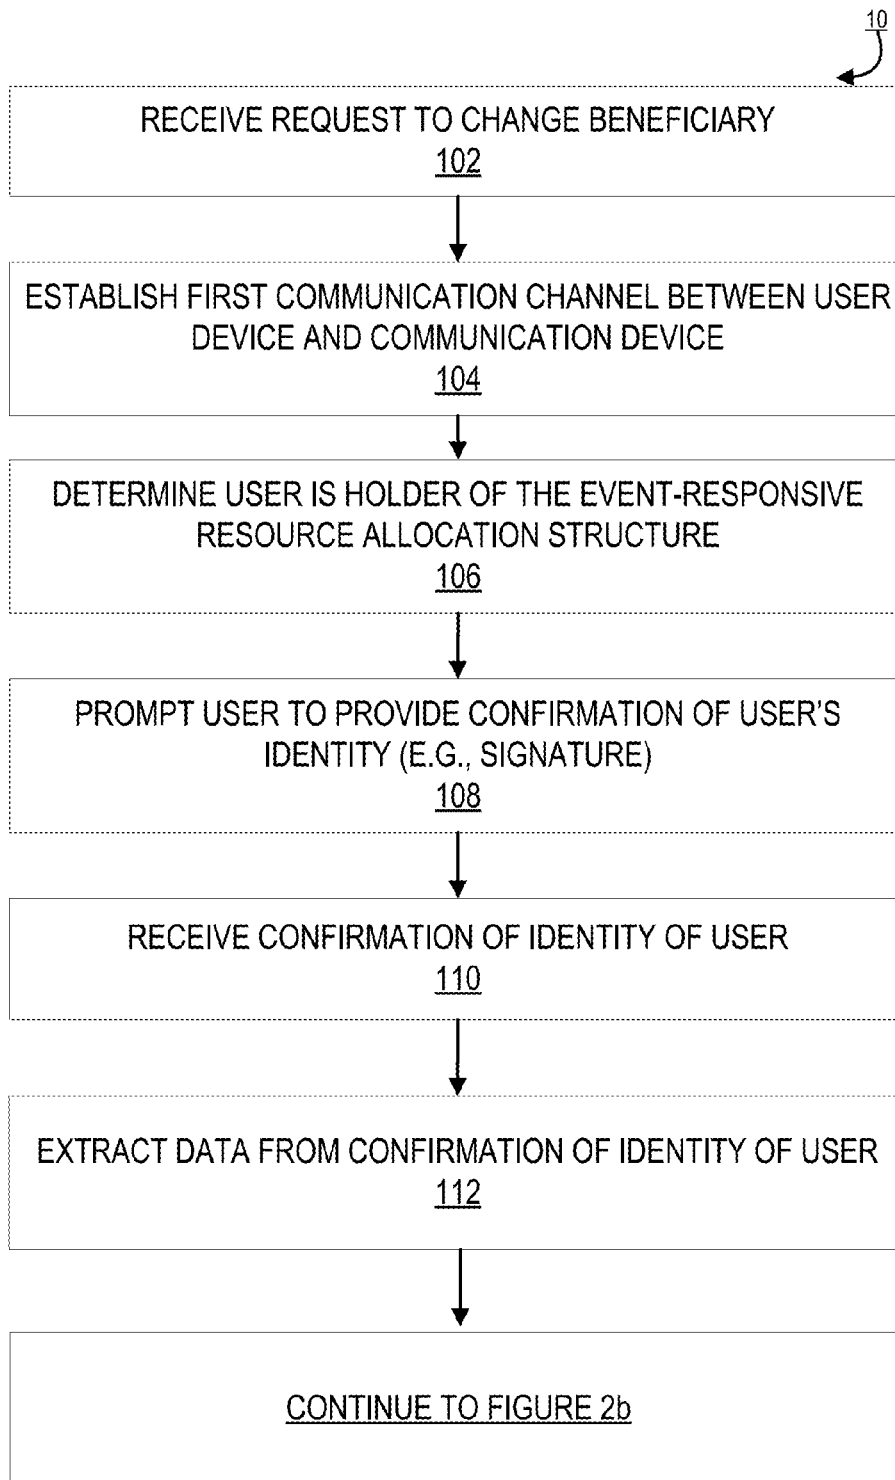 10
RECEIVE REQUEST TO CHANGE BENEFICIARY
102
ESTABLISH FIRST COMMUNICATION CHANNEL BETWEEN USER
DEVICE AND COMMUNICATION DEVICE
104
DETERMINE USER IS HOLDER OF THE EVENT-RESPONSIVE
RESOURCE ALLOCATION STRUCTURE
106
PROMPT USER TO PROVIDE CONFIRMATION OF USER'S
IDENTITY (E.G., SIGNATURE)
108
RECEIVE CONFIRMATION OF IDENTITY OF USER
110
EXTRACT DATA FROM CONFIRMATION OF IDENTITY OF USER
112
CONTINUE TO FIGURE 2b